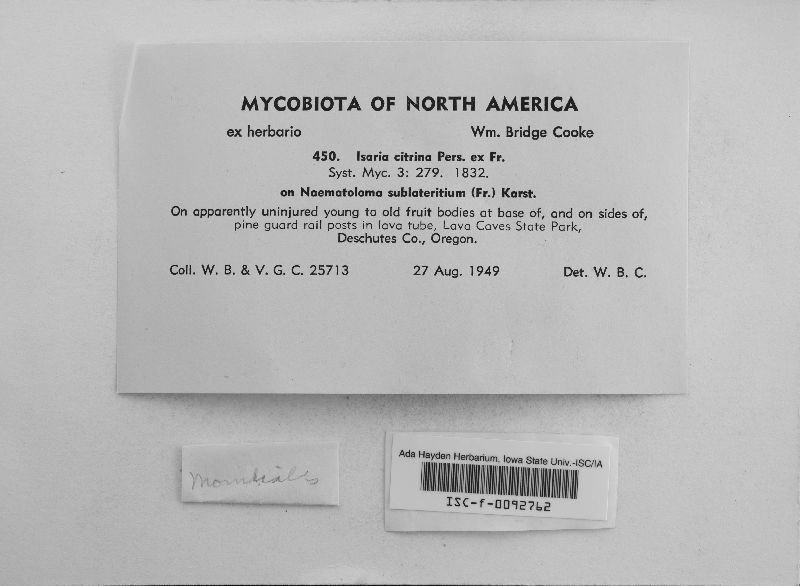 MYCOBIOTA OF NORTH AMERICA
ex herbario Wm. Bridge Cooke
450. Isaria citrina Pers. ex Fr.
Syst. Myc. 3: 279. 1832.
on Naematoloma sublateritium (Fr.) Karst.
On apparently uninjured young to old fruit bodies at base of, and on sides of,
pine guard rail posts in lava tube, Lava Caves State Park,
Deschutes Co., Oregon.
Coll. W. B. & V. G. C. 25713 27 Aug. 1949 Det. W. B. C.
Moniliales
Ada Hayden Herbarium, Iowa State Univ.-ISC/IA
ISC-f-0092762